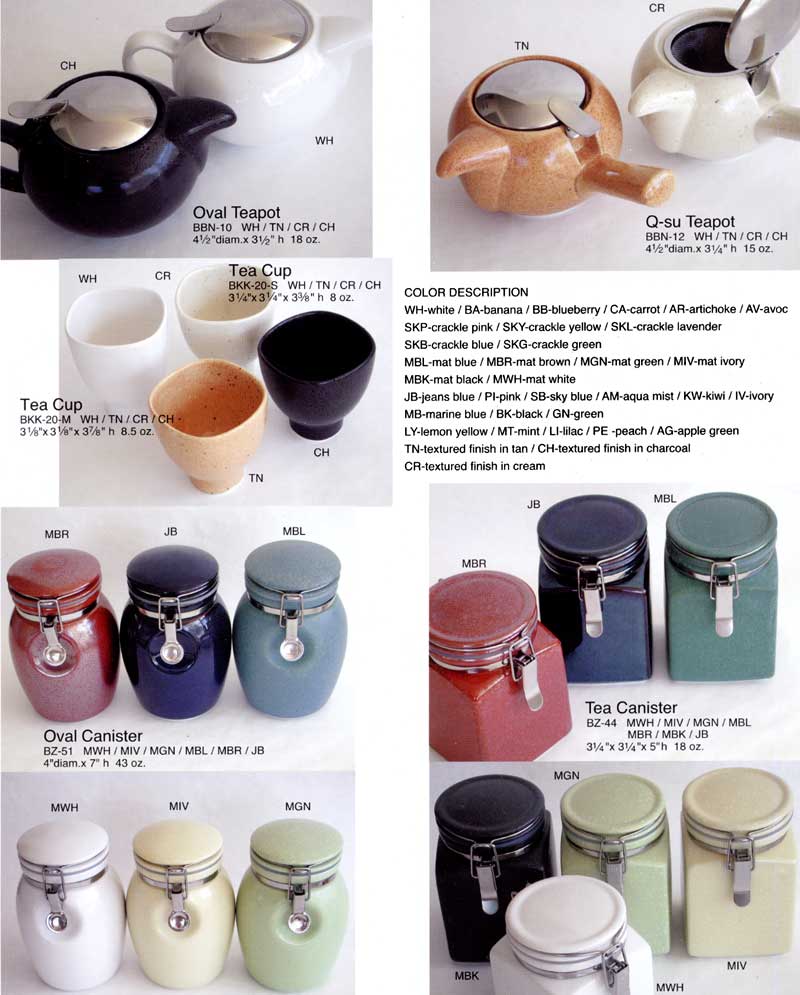 CH
WH
Oval Teapot
BBN-10 WH / TN / CR / CH
4½"diam.x 3½" h 18 oz.
TN
CR
Q-su Teapot
BBN-12 WH / TN / CR / CH
4½"diam.x 3¼" h 15 oz.
WH
CR
Tea Cup
BKK-20-S WH / TN / CR / CH
3¼"x 3¼"x 3⅜" h 8 oz.
Tea Cup
BKK-20-M WH / TN / CR / CH
3⅛"x 3⅛"x 3⅞" h 8.5 oz.
CH
TN
COLOR DESCRIPTION
WH-white / BA-banana / BB-blueberry / CA-carrot / AR-artichoke / AV-avoc
SKP-crackle pink / SKY-crackle yellow / SKL-crackle lavender
SKB-crackle blue / SKG-crackle green
MBL-mat blue / MBR-mat brown / MGN-mat green / MIV-mat ivory
MBK-mat black / MWH-mat white
JB-jeans blue / PI-pink / SB-sky blue / AM-aqua mist / KW-kiwi / IV-ivory
MB-marine blue / BK-black / GN-green
LY-lemon yellow / MT-mint / LI-lilac / PE -peach / AG-apple green
TN-textured finish in tan / CH-textured finish in charcoal
CR-textured finish in cream
MBR
JB
MBL
Oval Canister
BZ-51 MWH / MIV / MGN / MBL / MBR / JB
4"diam.x 7" h 43 oz.
MBR
JB
MBL
Tea Canister
BZ-44 MWH / MIV / MGN / MBL
MBR / MBK / JB
3¼"x 3¼"x 5"h 18 oz.
MWH
MIV
MGN
MGN
MBK
MWH
MIV